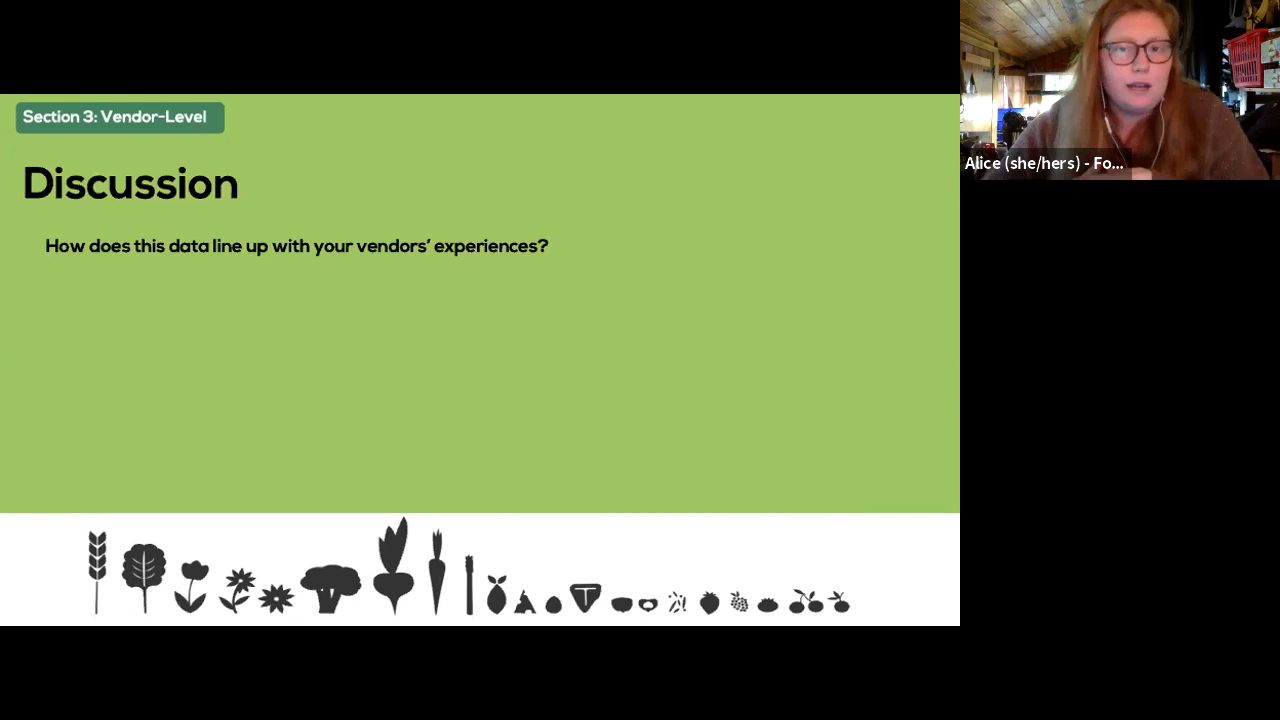 Section 3: Vendor-Level
Discussion
How does this data line up with your vendors’ experiences?
Alice (she/hers) - Fo...